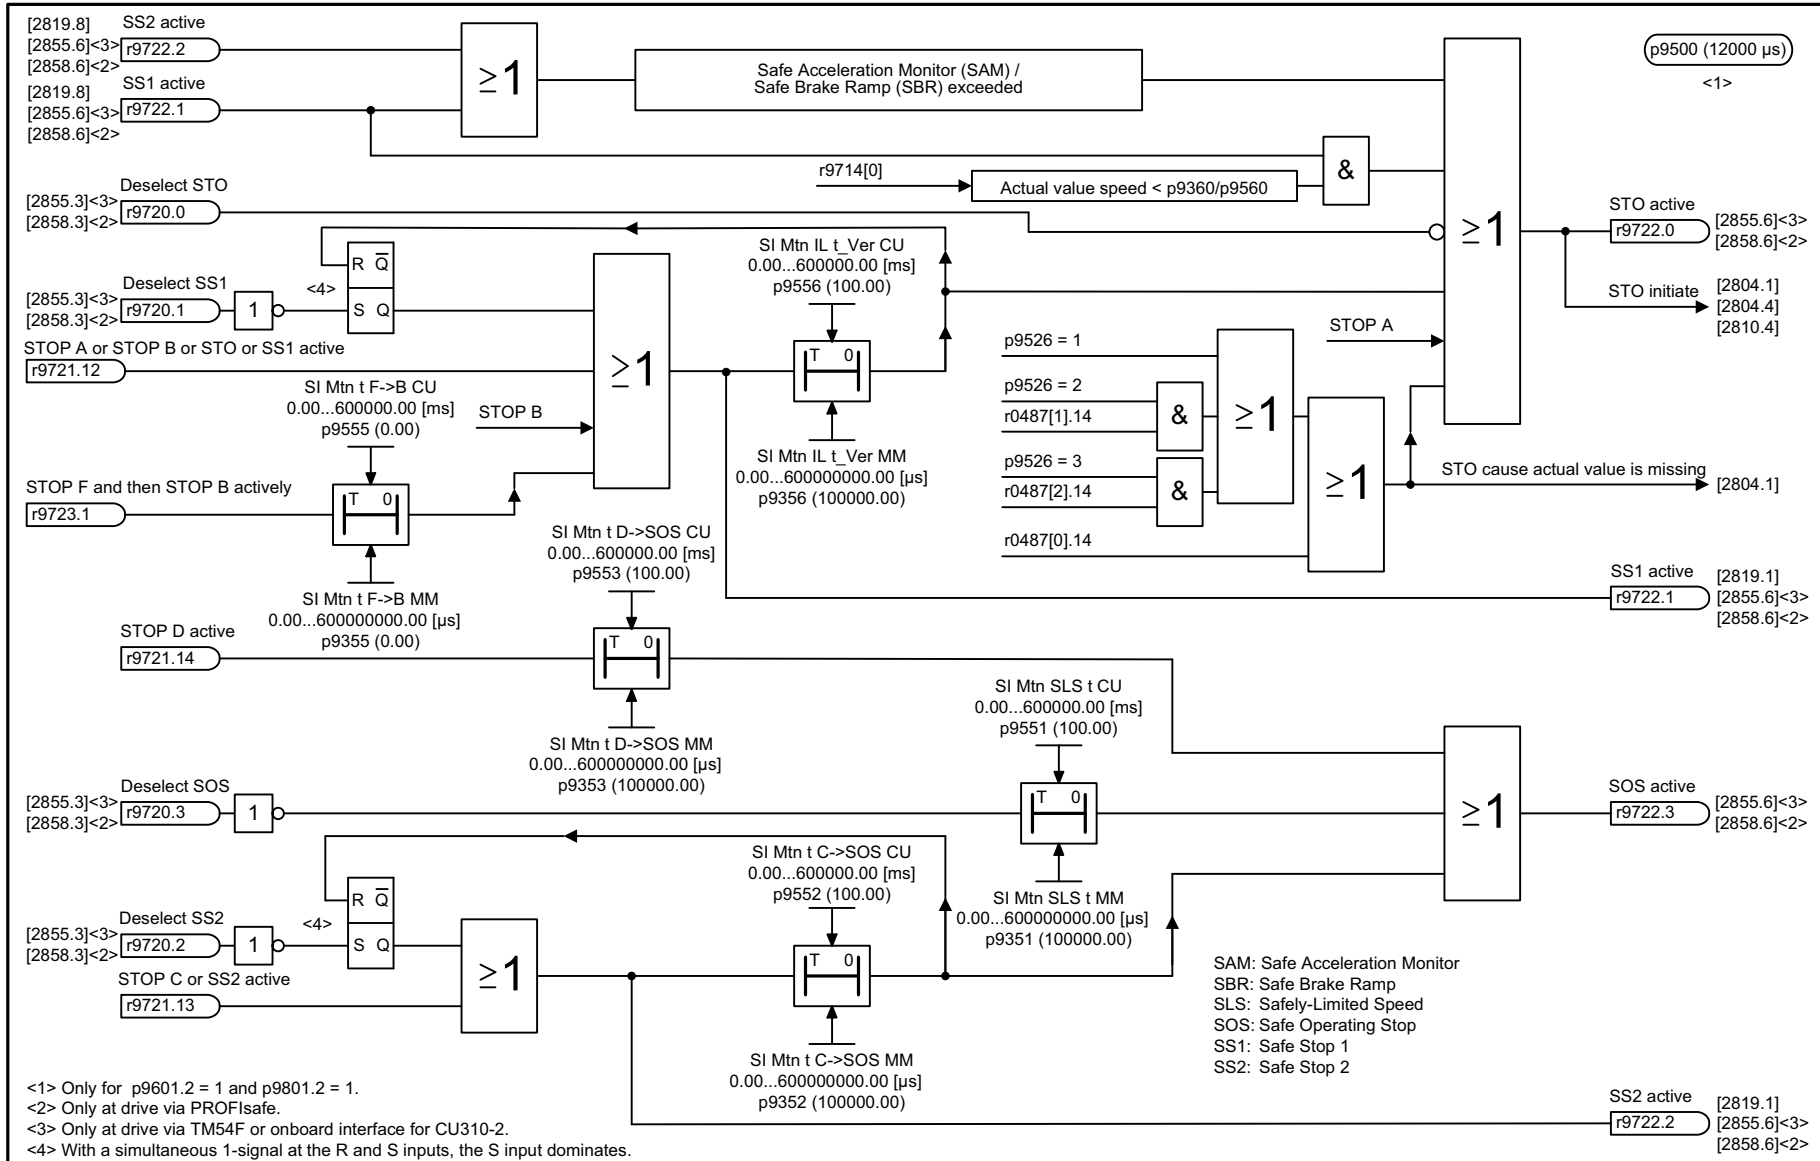 [2819.8]
SS2 active
[2855.6]<3>
r9722.2
[2858.6]<2>
SS1 active
[2819.8]
[2855.6]<3>
r9722.1
[2858.6]<2>
≥1
Safe Acceleration Monitor (SAM) /
Safe Brake Ramp (SBR) exceeded
p9500 (12000 µs)
<1>
r9714[0]
Actual value speed < p9360/p9560
&
Deselect STO
[2855.3]<3>
r9720.0
[2858.3]<2>
≥1
STO active
r9722.0
[2855.6]<3>
[2858.6]<2>
STO initiate
[2804.1]
[2804.4]
[2810.4]
R Q
S Q
<4>
Deselect SS1
[2855.3]<3>
r9720.1
[2858.3]<2>
1
STOP A or STOP B or STO or SS1 active
r9721.12
SI Mtn t F->B CU
0.00...600000.00 [ms]
p9555 (0.00)
STOP B
≥1
SI Mtn IL t_Ver CU
0.00...600000.00 [ms]
p9556 (100.00)
T 0
SI Mtn IL t_Ver MM
0.00...600000000.00 [µs]
p9356 (100000.00)
STOP A
p9526 = 1
p9526 = 2
r0487[1].14
&
p9526 = 3
r0487[2].14
&
≥1
r0487[0].14
≥1
STO cause actual value is missing
[2804.1]
STOP F and then STOP B actively
r9723.1
T 0
SI Mtn t F->B MM
0.00...600000000.00 [µs]
p9355 (0.00)
SI Mtn t D->SOS CU
0.00...600000.00 [ms]
p9553 (100.00)
SS1 active
r9722.1
[2819.1]
[2855.6]<3>
[2858.6]<2>
STOP D active
r9721.14
T 0
SI Mtn t D->SOS MM
0.00...600000000.00 [µs]
p9353 (100000.00)
SI Mtn SLS t CU
0.00...600000.00 [ms]
p9551 (100.00)
Deselect SOS
[2855.3]<3>
r9720.3
[2858.3]<2>
1
T 0
SI Mtn SLS t MM
0.00...600000000.00 [µs]
p9351 (100000.00)
≥1
SOS active
r9722.3
[2855.6]<3>
[2858.6]<2>
SI Mtn t C->SOS CU
0.00...600000.00 [ms]
p9552 (100.00)
R Q
S Q
<4>
Deselect SS2
[2855.3]<3>
r9720.2
[2858.3]<2>
1
STOP C or SS2 active
r9721.13
≥1
T 0
SI Mtn t C->SOS MM
0.00...600000000.00 [µs]
p9352 (100000.00)
SAM: Safe Acceleration Monitor
SBR: Safe Brake Ramp
SLS: Safely-Limited Speed
SOS: Safe Operating Stop
SS1: Safe Stop 1
SS2: Safe Stop 2
SS2 active
r9722.2
[2819.1]
[2855.6]<3>
[2858.6]<2>
<1> Only for p9601.2 = 1 and p9801.2 = 1.
<2> Only at drive via PROFIsafe.
<3> Only at drive via TM54F or onboard interface for CU310-2.
<4> With a simultaneous 1-signal at the R and S inputs, the S input dominates.